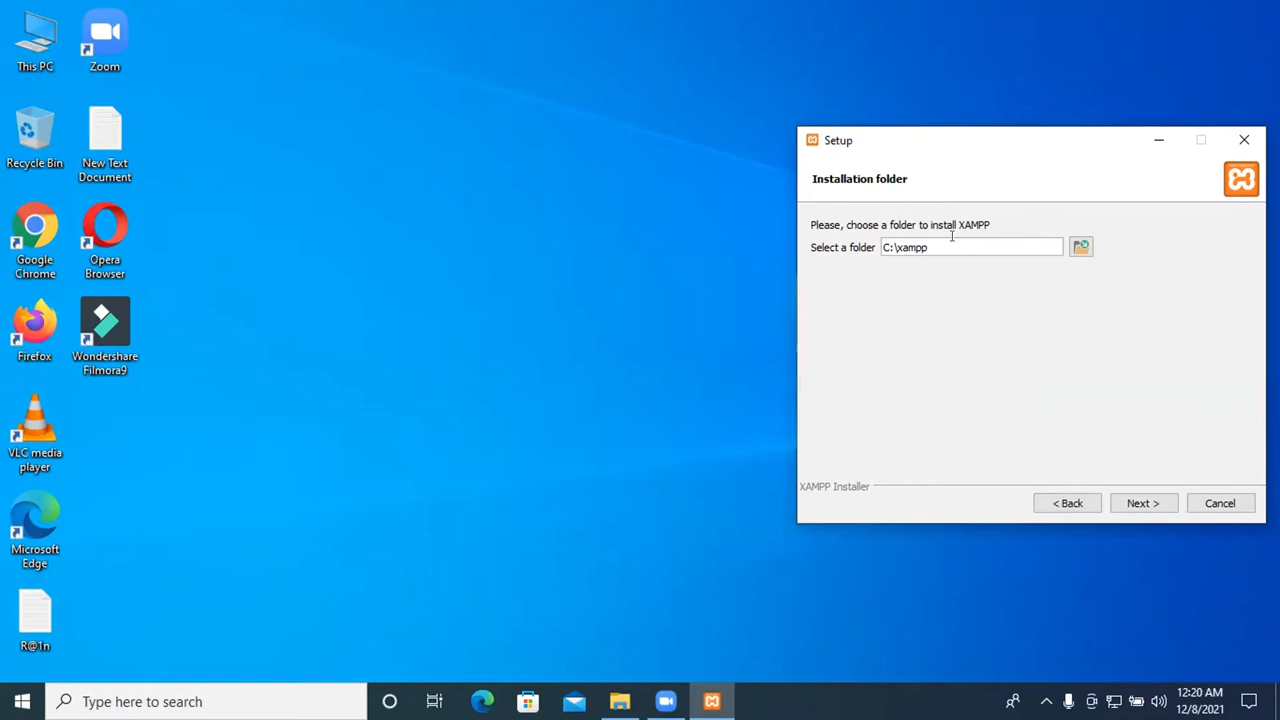 This PC
Zoom
Recycle Bin
New Text
Document
Google
Chrome
Opera
Browser
Firefox
Wondershare
Filmora9
VLC media
player
Microsoft
Edge
R@1n
Setup
Installation folder
Please, choose a folder to install XAMPP
Select a folder C:\xampp
XAMPP Installer
< Back Next > Cancel
Type here to search
12:20 AM
12/8/2021